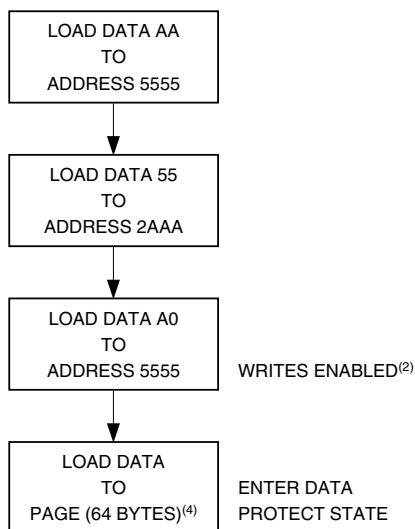 LOAD DATA AA
TO
ADDRESS 5555
LOAD DATA 55
TO
ADDRESS 2AAA
LOAD DATA A0
TO
ADDRESS 5555
WRITES ENABLED(2)
LOAD DATA
TO
PAGE (64 BYTES)(4)
ENTER DATA
PROTECT STATE